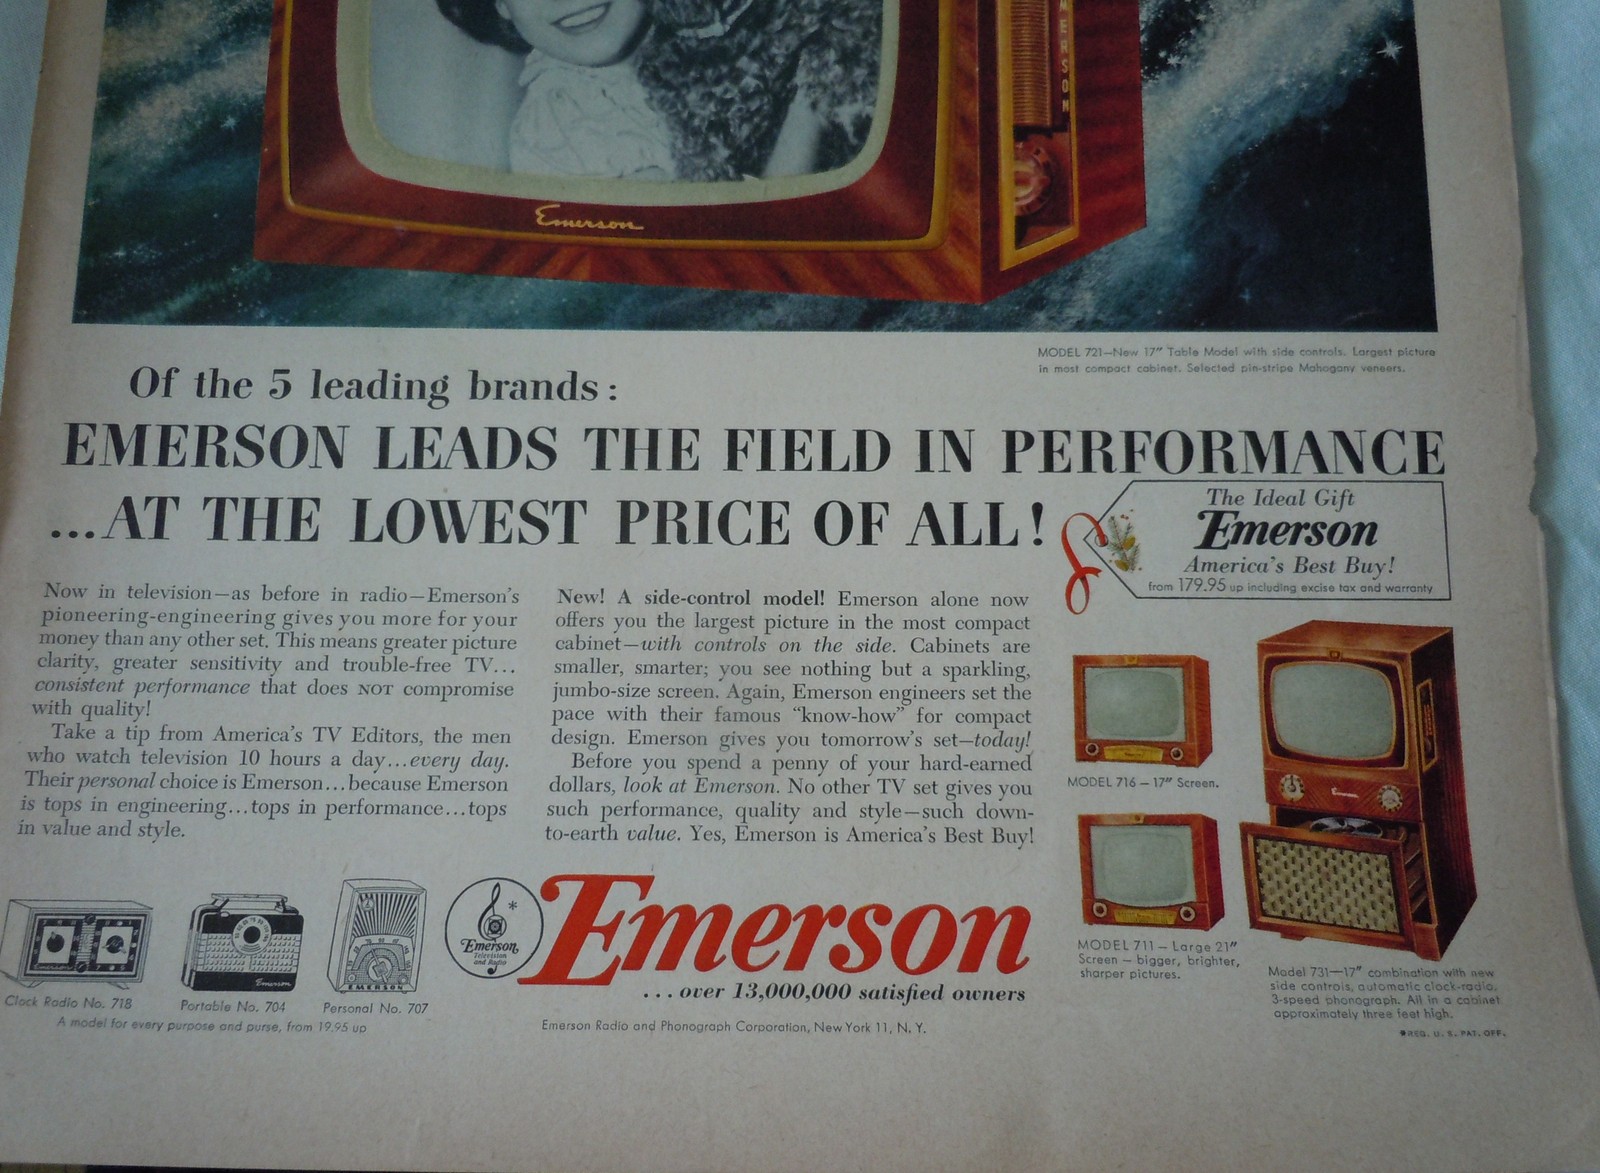 EMERSON
Emerson
MODEL 721—New 17" Table Model with side controls. Largest picture
in most compact cabinet. Selected pin-stripe Mahogany veneers.
Of the 5 leading brands:
EMERSON LEADS THE FIELD IN PERFORMANCE
...AT THE LOWEST PRICE OF ALL!
The Ideal Gift
Emerson
America's Best Buy!
from 179.95 up including excise tax and warranty
Now in television—as before in radio—Emerson's
pioneering-engineering gives you more for your
money than any other set. This means greater picture
clarity, greater sensitivity and trouble-free TV...
consistent performance that does NOT compromise
with quality!
Take a tip from America's TV Editors, the men
who watch television 10 hours a day...every day.
Their personal choice is Emerson...because Emerson
is tops in engineering...tops in performance...tops
in value and style.
New! A side-control model! Emerson alone now
offers you the largest picture in the most compact
cabinet—with controls on the side. Cabinets are
smaller, smarter; you see nothing but a sparkling,
jumbo-size screen. Again, Emerson engineers set the
pace with their famous "know-how" for compact
design. Emerson gives you tomorrow's set—today!
Before you spend a penny of your hard-earned
dollars, look at Emerson. No other TV set gives you
such performance, quality and style—such down-
to-earth value. Yes, Emerson is America's Best Buy!
MODEL 716 — 17" Screen.
MODEL 711 — Large 21"
Screen — bigger, brighter,
sharper pictures.
Emerson
Model 731—17" combination with new
side controls, automatic clock-radio,
3-speed phonograph. All in a cabinet
approximately three feet high.
*REG. U. S. PAT. OFF.
Clock Radio No. 718
Emerson
Portable No. 704
EMERSON
Personal No. 707
A model for every purpose and purse, from 19.95 up
*
Emerson
Television
and Radio
Emerson
...over 13,000,000 satisfied owners
Emerson Radio and Phonograph Corporation, New York 11, N. Y.